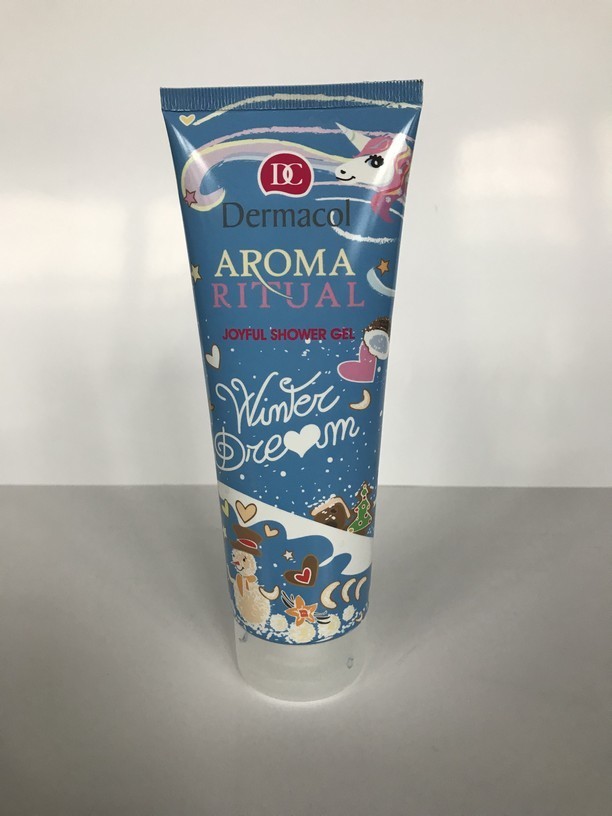 DC
Dermacol
AROMA
RITUAL
JOYFUL SHOWER GEL
Winter
Dream